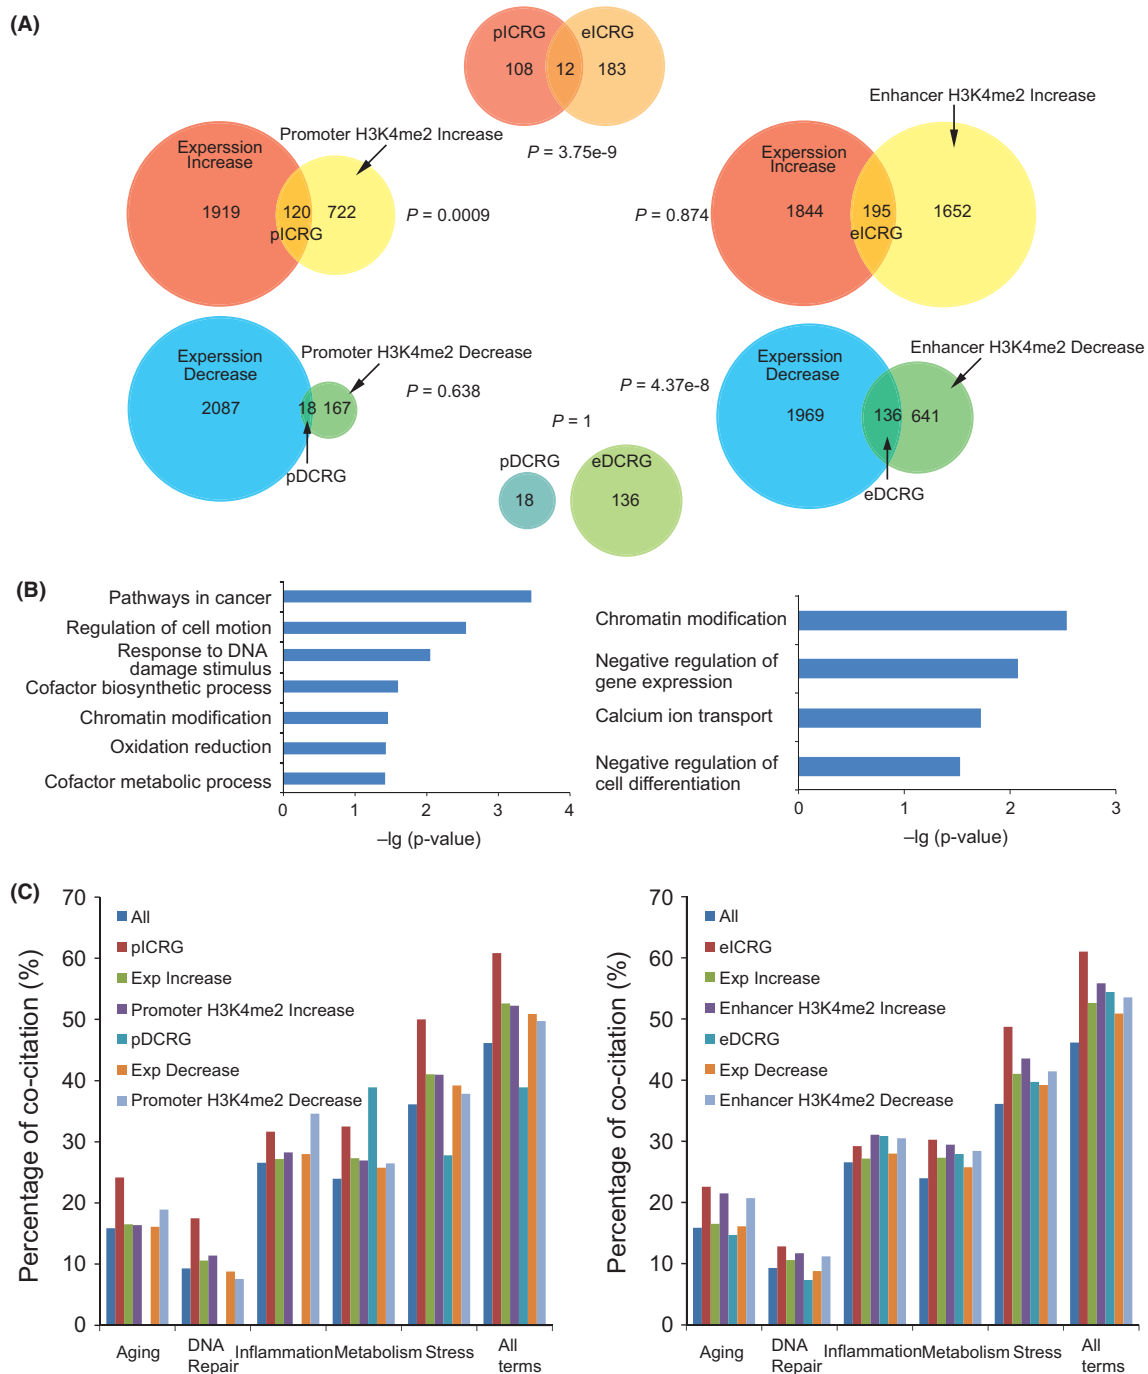 (A)
pICRG
eICRG
108
12
183
Enhancer H3K4me2 Increase
Promoter H3K4me2 Increase
P = 3.75e-9
Experssion
Increase
1919
120
722
pICRG
P = 0.0009
P = 0.874
Experssion
Increase
1844
195
1652
eICRG
Experssion
Decrease
2087
18
167
Promoter H3K4me2 Decrease
P = 0.638
pDCRG
P = 4.37e-8
Experssion
Decrease
1969
136
641
Enhancer H3K4me2 Decrease
eDCRG
P = 1
pDCRG
eDCRG
18
136
(B)
Pathways in cancer
Regulation of cell motion
Response to DNA
damage stimulus
Cofactor biosynthetic process
Chromatin modification
Oxidation reduction
Cofactor metabolic process
0
1
2
3
4
–lg (p-value)
Chromatin modification
Negative regulation of
gene expression
Calcium ion transport
Negative regulation of
cell differentiation
0
1
2
3
–lg (p-value)
(C)
Percentage of co-citation (%)
70
60
50
40
30
20
10
0
All
pICRG
Exp Increase
Promoter H3K4me2 Increase
pDCRG
Exp Decrease
Promoter H3K4me2 Decrease
Aging
DNA
Repair
Inflammation
Metabolism
Stress
All
terms
Percentage of co-citation (%)
70
60
50
40
30
20
10
0
All
eICRG
Exp Increase
Enhancer H3K4me2 Increase
eDCRG
Exp Decrease
Enhancer H3K4me2 Decrease
Aging
DNA
Repair
Inflammation
Metabolism
Stress
All
terms